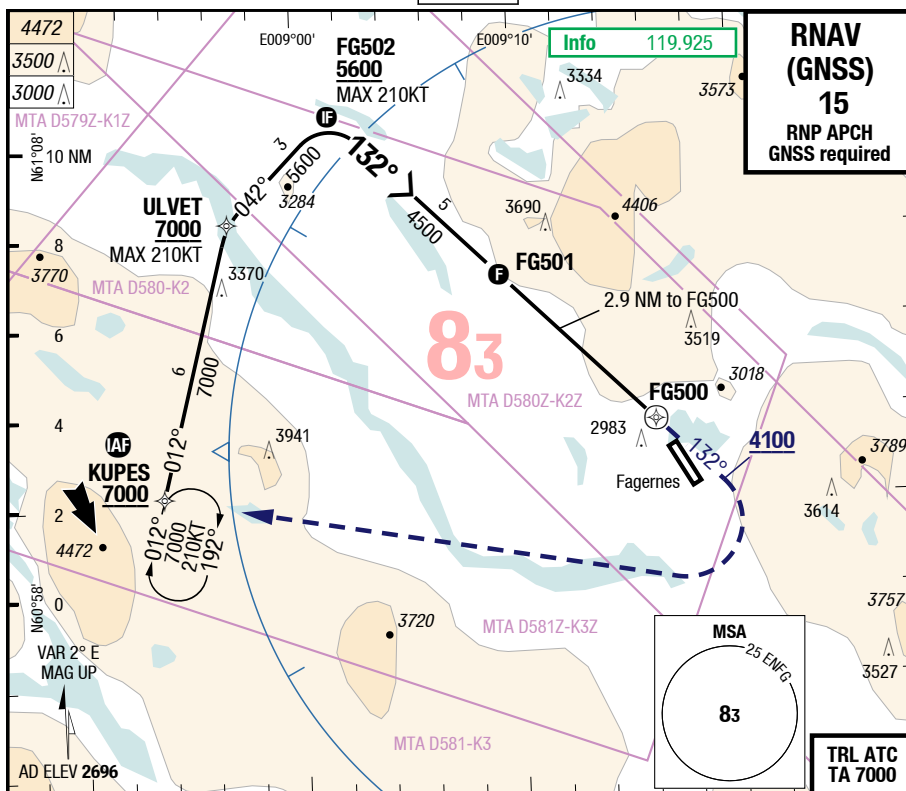 4472
3500
3000
MTA D579Z-K1Z
N61°08'
10 NM
E009°00'
FG502
5600
MAX 210KT
IF
E009°10'
Info 119.925
3334
3573
RNAV
(GNSS)
15
RNP APCH
GNSS required
3
5600
042°
3284
132°
5
4500
3690
4406
ULVET
7000
MAX 210KT
8
3770
MTA D580-K2
3370
F
FG501
2.9 NM to FG500
83
3519
6
6
7000
MTA D580Z-K2Z
3018
FG500
4
012°
IAF
KUPES
7000
3941
2983
132°
4100
Fagernes
3789
3614
2
4472
012°
7000
210KT
192°
N60°58'
0
3720
MTA D581Z-K3Z
3757
3527
VAR 2° E
MAG UP
MTA D581-K3
MSA
25 ENFG
83
AD ELEV 2696
TRL ATC
TA 7000